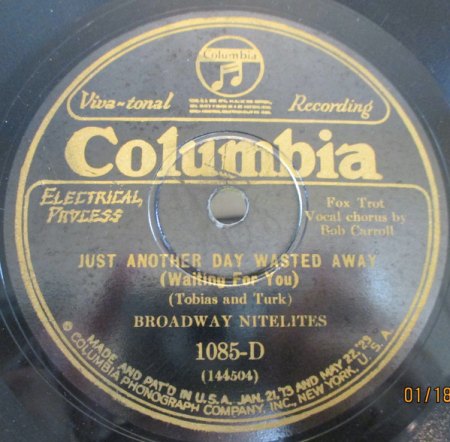 Columbia
Viva-tonal Recording
Columbia
ELECTRICAL
PROCESS
Fox Trot
Vocal chorus by
Bob Carroll
JUST ANOTHER DAY WASTED AWAY
(Waiting For You)
(Tobias and Turk)
BROADWAY NITELITES
1085-D
(144504)
MADE AND PAT'D IN U.S.A. JAN. 21,'13 AND MAY 22,'23
© COLUMBIA PHONOGRAPH COMPANY, INC., NEW YORK, U.S.A.
01/18